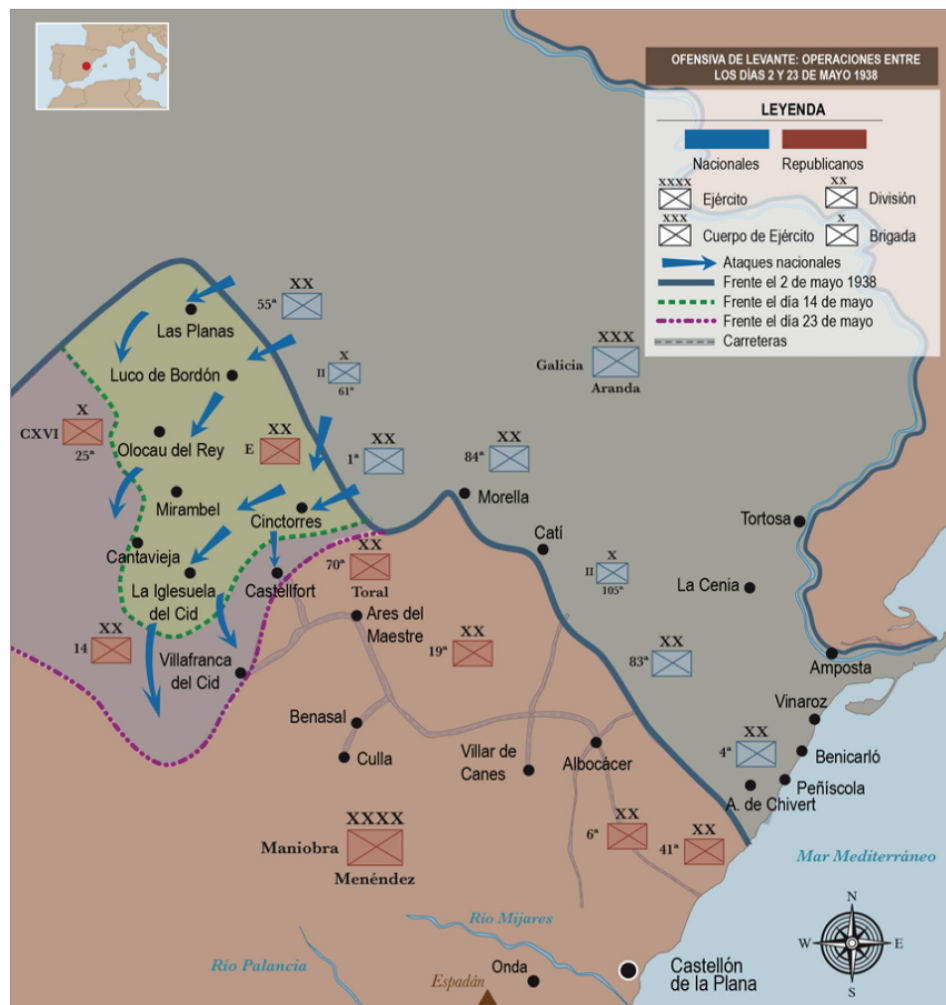 OFENSIVA DE LEVANTE: OPERACIONES ENTRE
LOS DÍAS 2 Y 23 DE MAYO 1938
LEYENDA
Nacionales
Republicanos
XXXX
Ejército
XX
División
XXX
Cuerpo de Ejército
X
Brigada
Ataques nacionales
Frente el 2 de mayo 1938
Frente el día 14 de mayo
Frente el día 23 de mayo
Carreteras
XX
55ª
Las Planas
X
II
61ª
Luco de Bordón
XXX
Galicia
Aranda
X
CXVI
25ª
Olocau del Rey
XX
E
XX
1ª
XX
84ª
Morella
Mirambel
Cinctorres
Tortosa
Cantavieja
Catí
La Iglesuela
del Cid
Castellfort
XX
70ª
Toral
X
II
105ª
La Cenia
Ares del
Maestre
XX
14
XX
19ª
XX
83ª
Amposta
Villafranca
del Cid
Vinaroz
Benasal
Culla
Villar de
Canes
Albocácer
XX
4ª
Benicarló
Peñíscola
A. de Chivert
XXXX
Maniobra
Menéndez
XX
6ª
XX
41ª
Mar Mediterráneo
Río Mijares
Río Palancia
Onda
Espadán
Castellón
de la Plana
N
W
E
S